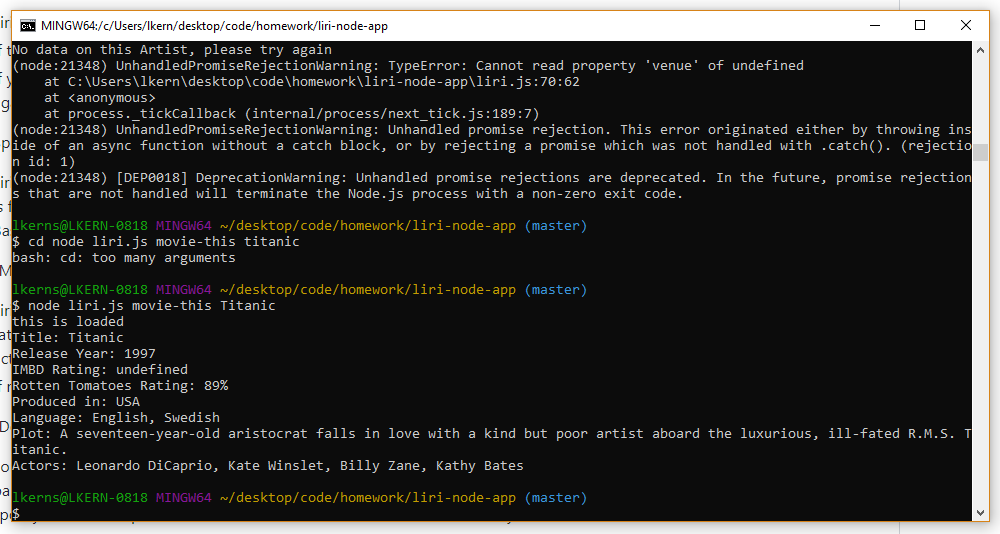 MINGW64:/c/Users/lkern/desktop/code/homework/liri-node-app
No data on this Artist, please try again
(node:21348) UnhandledPromiseRejectionWarning: TypeError: Cannot read property 'venue' of undefined
    at C:\Users\lkern\desktop\code\homework\liri-node-app\liri.js:70:62
    at <anonymous>
    at process._tickCallback (internal/process/next_tick.js:189:7)
(node:21348) UnhandledPromiseRejectionWarning: Unhandled promise rejection. This error originated either by throwing ins
ide of an async function without a catch block, or by rejecting a promise which was not handled with .catch(). (rejectio
n id: 1)
(node:21348) [DEP0018] DeprecationWarning: Unhandled promise rejections are deprecated. In the future, promise rejection
s that are not handled will terminate the Node.js process with a non-zero exit code.
lkerns@LKERN-0818 MINGW64 ~/desktop/code/homework/liri-node-app (master)
$ cd node liri.js movie-this titanic
bash: cd: too many arguments
lkerns@LKERN-0818 MINGW64 ~/desktop/code/homework/liri-node-app (master)
$ node liri.js movie-this Titanic
this is loaded
Title: Titanic
Release Year: 1997
IMBD Rating: undefined
Rotten Tomatoes Rating: 89%
Produced in: USA
Language: English, Swedish
Plot: A seventeen-year-old aristocrat falls in love with a kind but poor artist aboard the luxurious, ill-fated R.M.S. T
itanic.
Actors: Leonardo DiCaprio, Kate Winslet, Billy Zane, Kathy Bates
lkerns@LKERN-0818 MINGW64 ~/desktop/code/homework/liri-node-app (master)
$